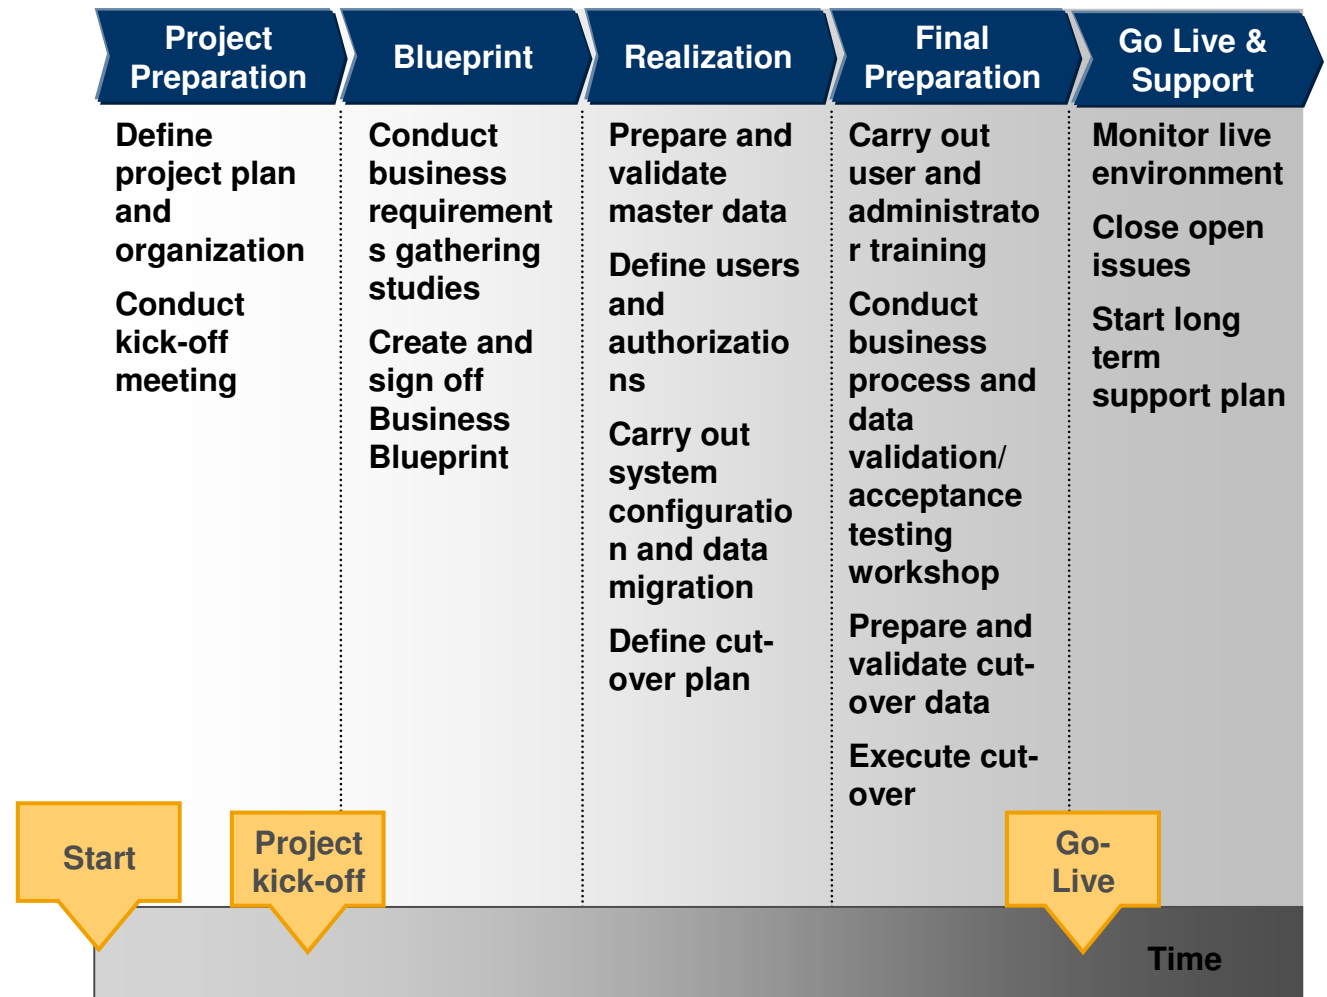 Project
Preparation
Blueprint
Realization
Final
Preparation
Go Live &
Support
Define
project plan
and
organization
Conduct
kick-off
meeting
Conduct
business
requirement
s gathering
studies
Create and
sign off
Business
Blueprint
Prepare and
validate
master data
Define users
and
authorizatio
ns
Carry out
system
configuratio
n and data
migration
Define cut-
over plan
Carry out
user and
administrato
r training
Conduct
business
process and
data
validation/
acceptance
testing
workshop
Prepare and
validate cut-
over data
Execute cut-
over
Monitor live
environment
Close open
issues
Start long
term
support plan
Start
Project
kick-off
Go-
Live
Time